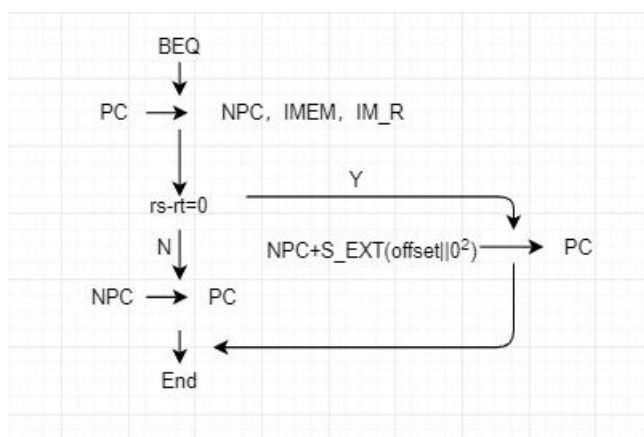 BEQ
PC NPC, IMEM, IM_R
Y
rs-rt=0
N
NPC+S_EXT(offset||0²) PC
NPC PC
End